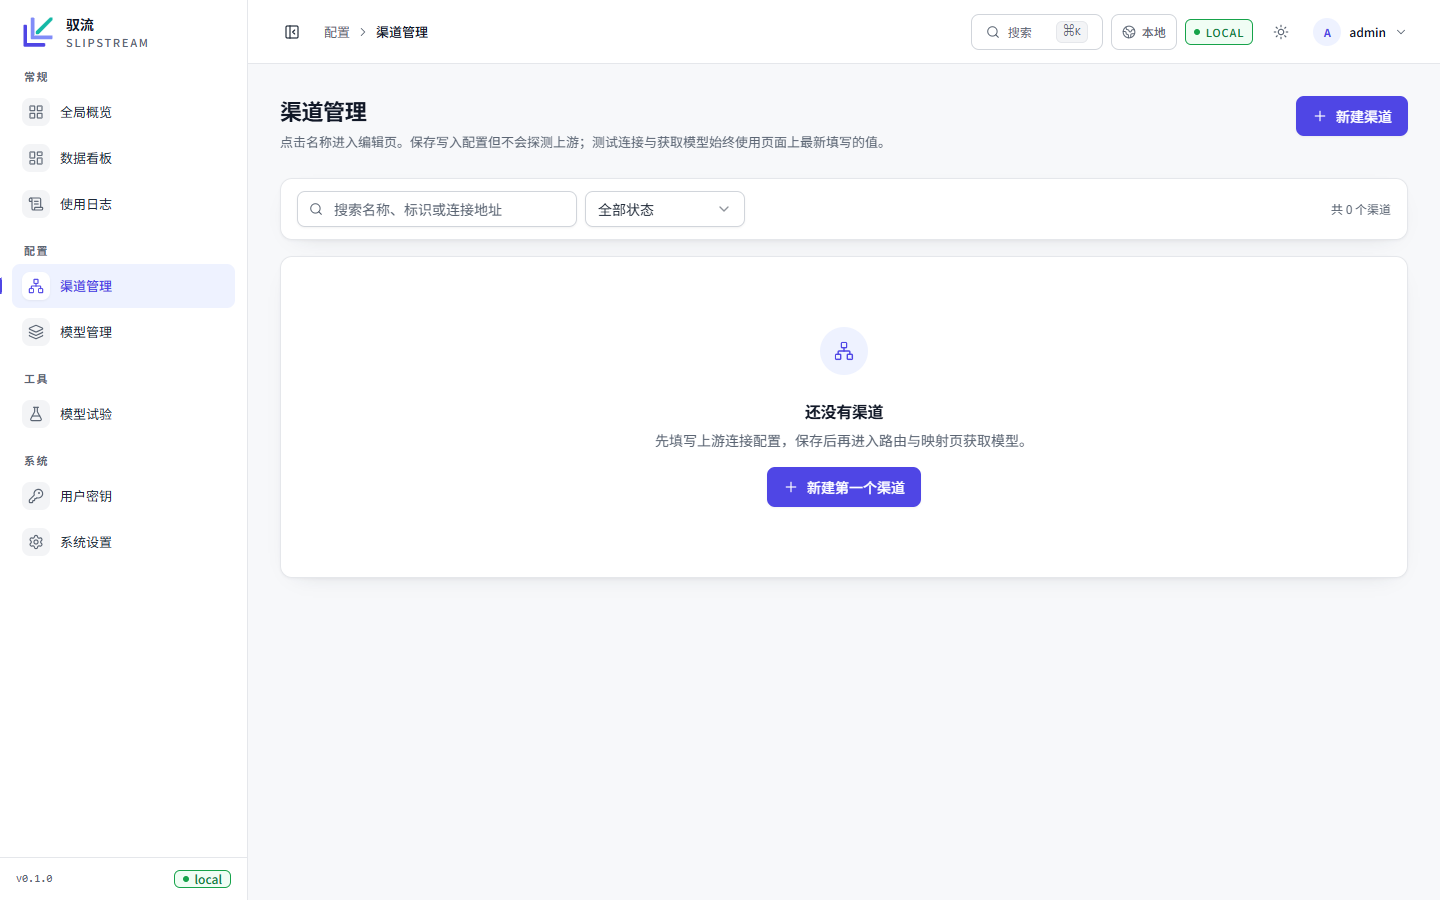 驭流
SLIPSTREAM
常规
全局概览
数据看板
使用日志
配置
渠道管理
模型管理
工具
模型试验
系统
用户密钥
系统设置
v0.1.0
local
配置
渠道管理
搜索
⌘K
本地
LOCAL
A
admin
渠道管理
点击名称进入编辑页。保存写入配置但不会探测上游；测试连接与获取模型始终使用页面上最新填写的值。
新建渠道
搜索名称、标识或连接地址
全部状态
共 0 个渠道
还没有渠道
先填写上游连接配置，保存后再进入路由与映射页获取模型。
新建第一个渠道